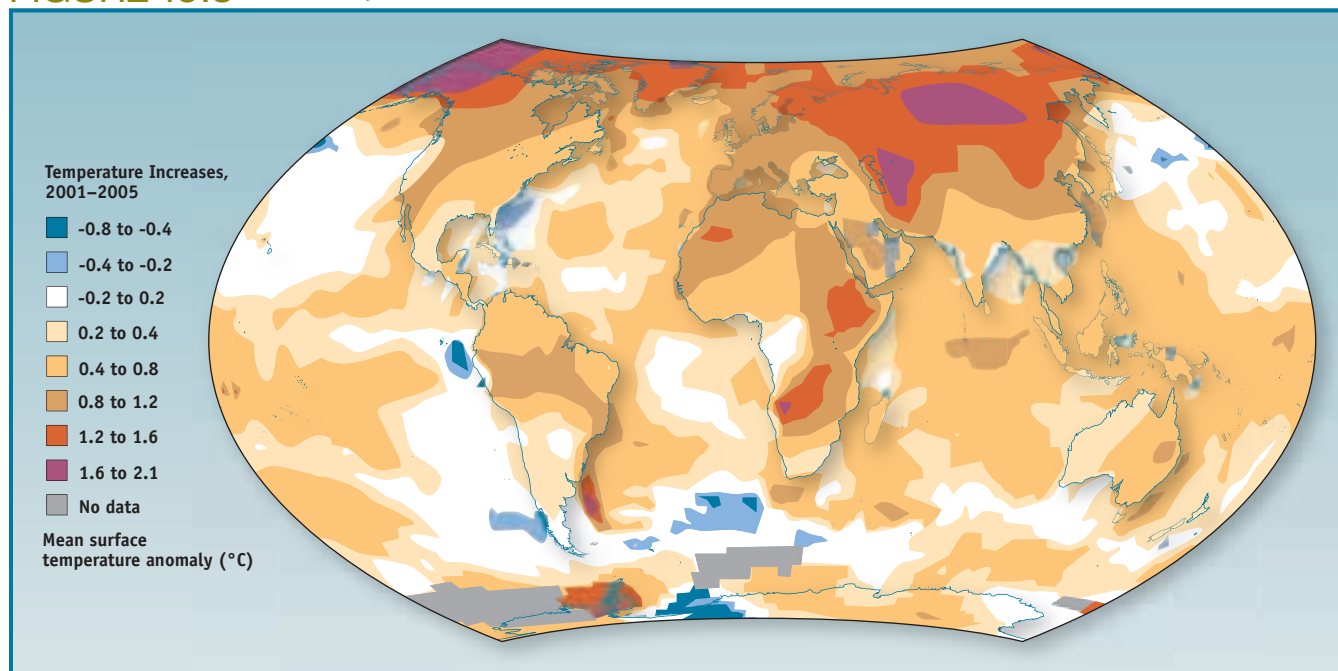 Temperature Increases,
2001–2005
-0.8 to -0.4
-0.4 to -0.2
-0.2 to 0.2
0.2 to 0.4
0.4 to 0.8
0.8 to 1.2
1.2 to 1.6
1.6 to 2.1
No data
Mean surface
temperature anomaly (°C)